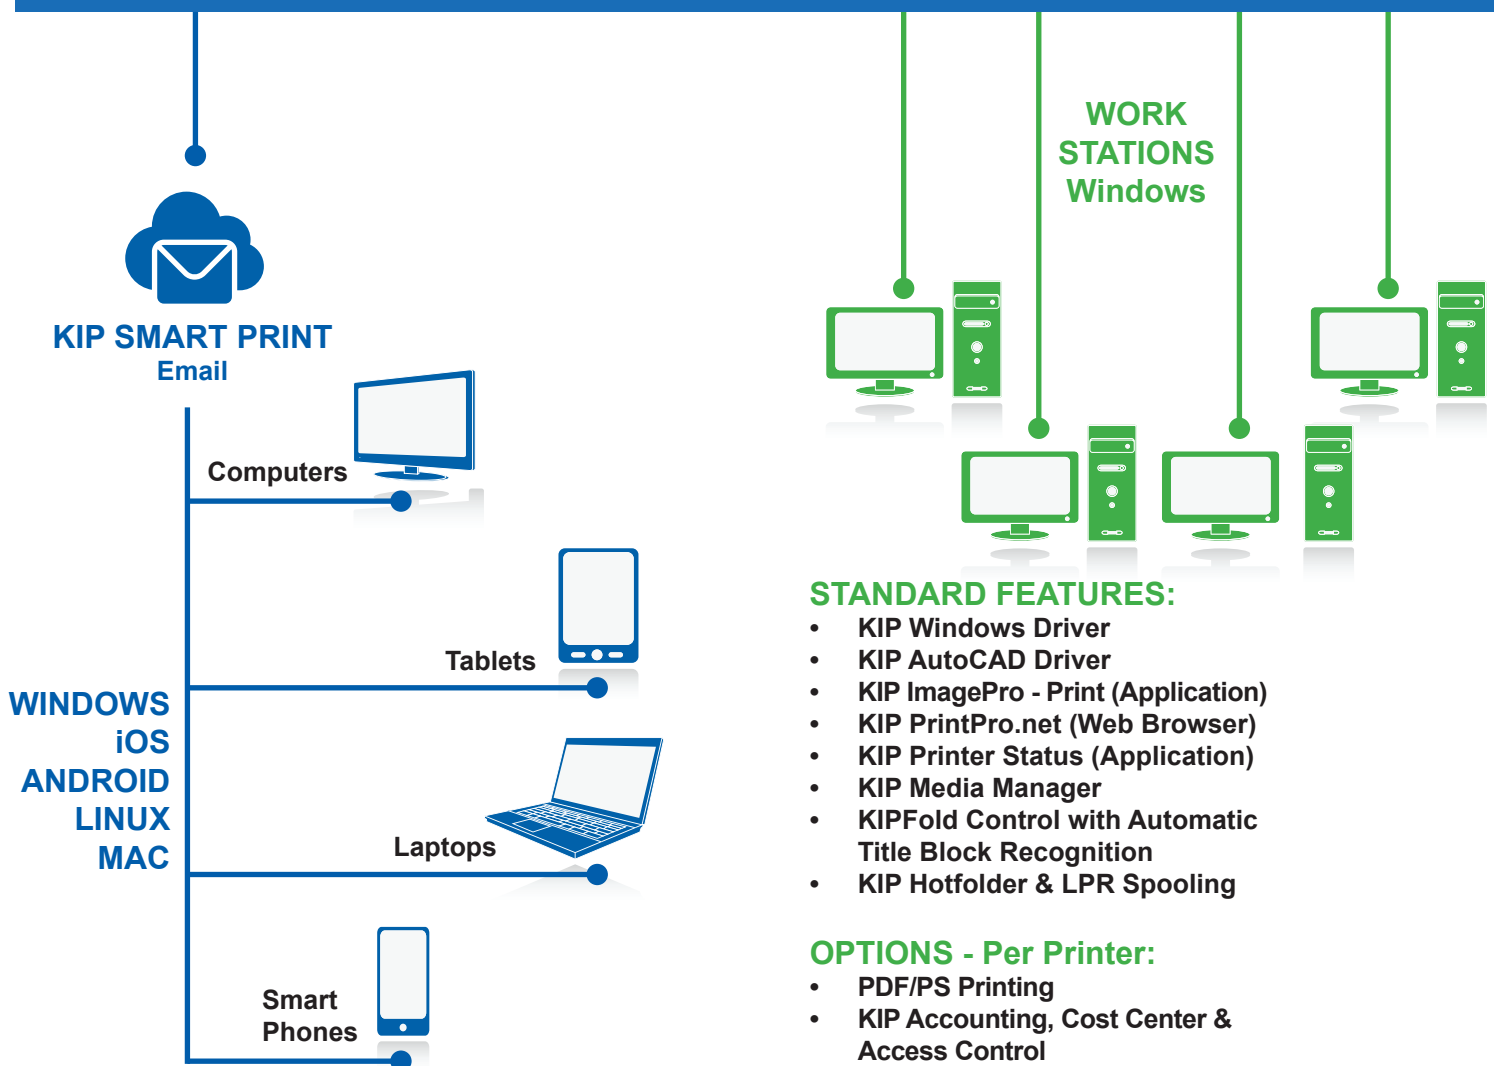 KIP SMART PRINT
Email
Computers
Tablets
WINDOWS
iOS
ANDROID
LINUX
MAC
Laptops
Smart
Phones
WORK
STATIONS
Windows
STANDARD FEATURES:
• KIP Windows Driver
• KIP AutoCAD Driver
• KIP ImagePro - Print (Application)
• KIP PrintPro.net (Web Browser)
• KIP Printer Status (Application)
• KIP Media Manager
• KIPFold Control with Automatic
Title Block Recognition
• KIP Hotfolder & LPR Spooling
OPTIONS - Per Printer:
• PDF/PS Printing
• KIP Accounting, Cost Center &
Access Control